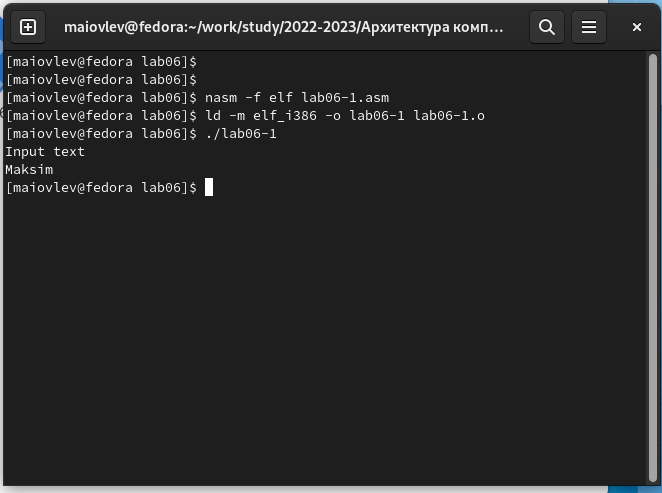 maiovlev@fedora:~/work/study/2022-2023/Архитектура комп...
[maiovlev@fedora lab06]$
[maiovlev@fedora lab06]$
[maiovlev@fedora lab06]$ nasm -f elf lab06-1.asm
[maiovlev@fedora lab06]$ ld -m elf_i386 -o lab06-1 lab06-1.o
[maiovlev@fedora lab06]$ ./lab06-1
Input text
Maksim
[maiovlev@fedora lab06]$